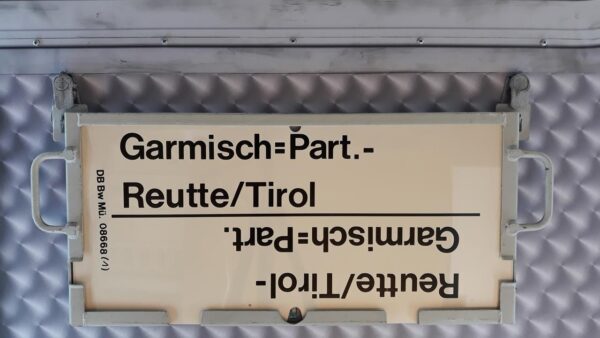 Garmisch=Part.-
Reutte/Tirol
Reutte/Tirol-
Garmisch=Part.
DB Bw Mü. 08668 (1)